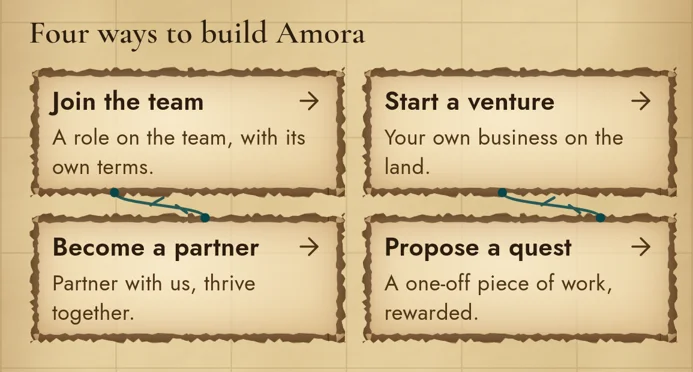 Four ways to build Amora
Join the team →
A role on the team, with its
own terms.
Start a venture →
Your own business on the
land.
Become a partner →
Partner with us, thrive
together.
Propose a quest →
A one-off piece of work,
rewarded.